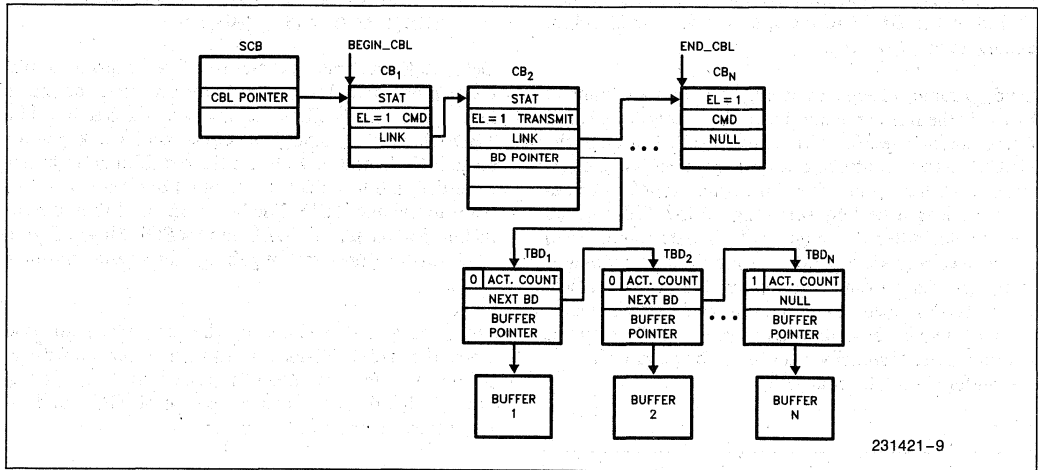 SCB
CBL POINTER
BEGIN_CBL
CB1
STAT
EL = 1 CMD
LINK
CB2
STAT
EL = 1 TRANSMIT
LINK
BD POINTER
• • •
END_CBL
CBN
EL = 1
CMD
NULL
TBD1
0 ACT. COUNT
NEXT BD
BUFFER
POINTER
BUFFER
1
TBD2
0 ACT. COUNT
NEXT BD
BUFFER
POINTER
BUFFER
2
• • •
TBDN
1 ACT. COUNT
NULL
BUFFER
POINTER
BUFFER
N
231421–9